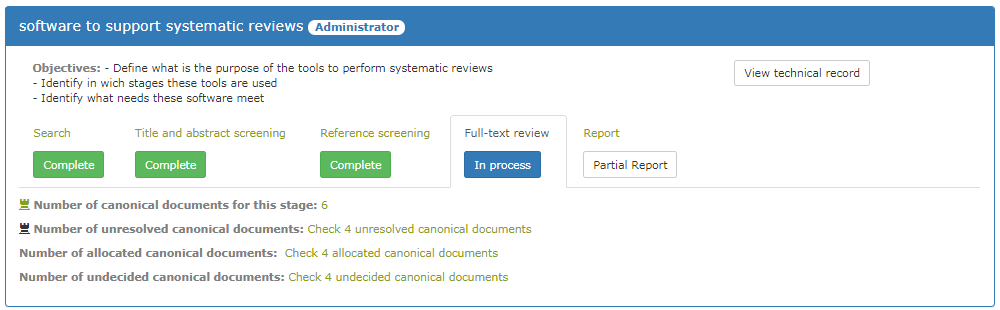 software to support systematic reviews Administrator
Objectives: - Define what is the purpose of the tools to perform systematic reviews
- Identify in wich stages these tools are used
- Identify what needs these software meet
View technical record
Search Title and abstract screening Reference screening Full-text review Report
Complete Complete Complete In process Partial Report
Number of canonical documents for this stage: 6
Number of unresolved canonical documents: Check 4 unresolved canonical documents
Number of allocated canonical documents: Check 4 allocated canonical documents
Number of undecided canonical documents: Check 4 undecided canonical documents